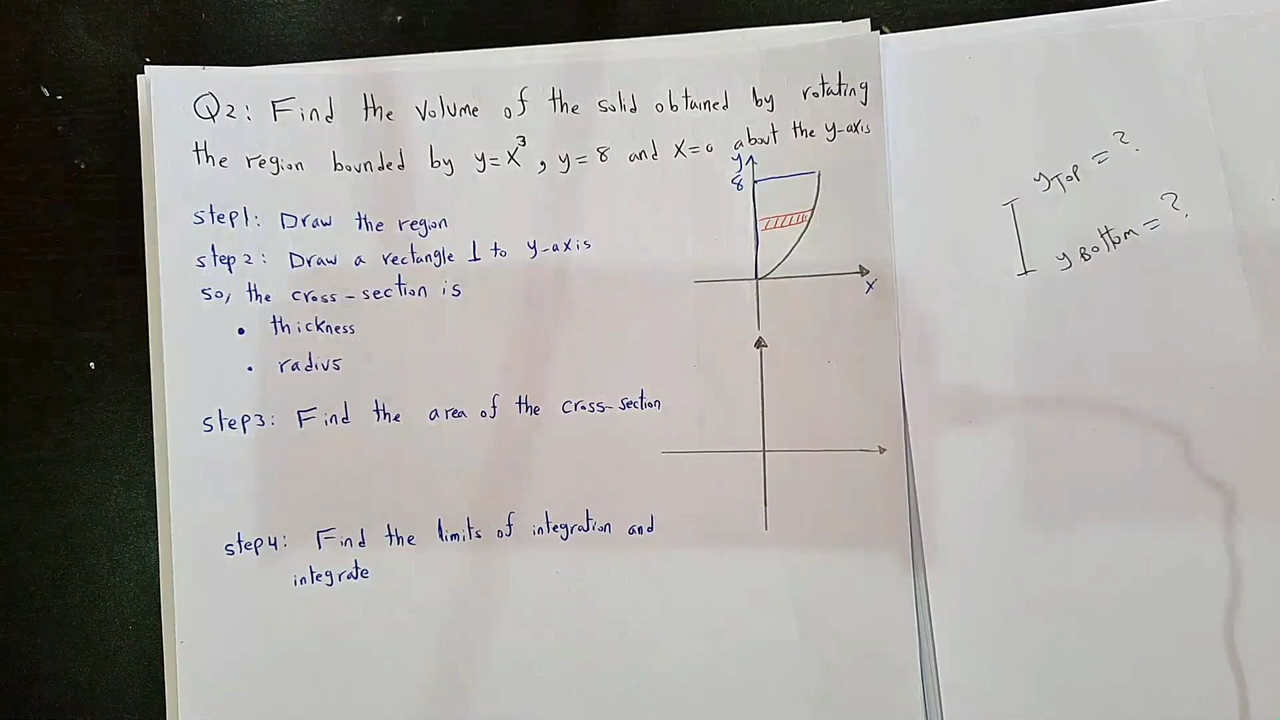 Q2: Find the volume of the solid obtained by rotating
the region bounded by y=x³, y=8 and x=0 about the y-axis
step1: Draw the region
step2: Draw a rectangle ⊥ to y-axis
so, the cross-section is
• thickness
• radius
step3: Find the area of the cross-section
step4: Find the limits of integration and
integrate
y
8
x
y Top = ?
y Bottom = ?